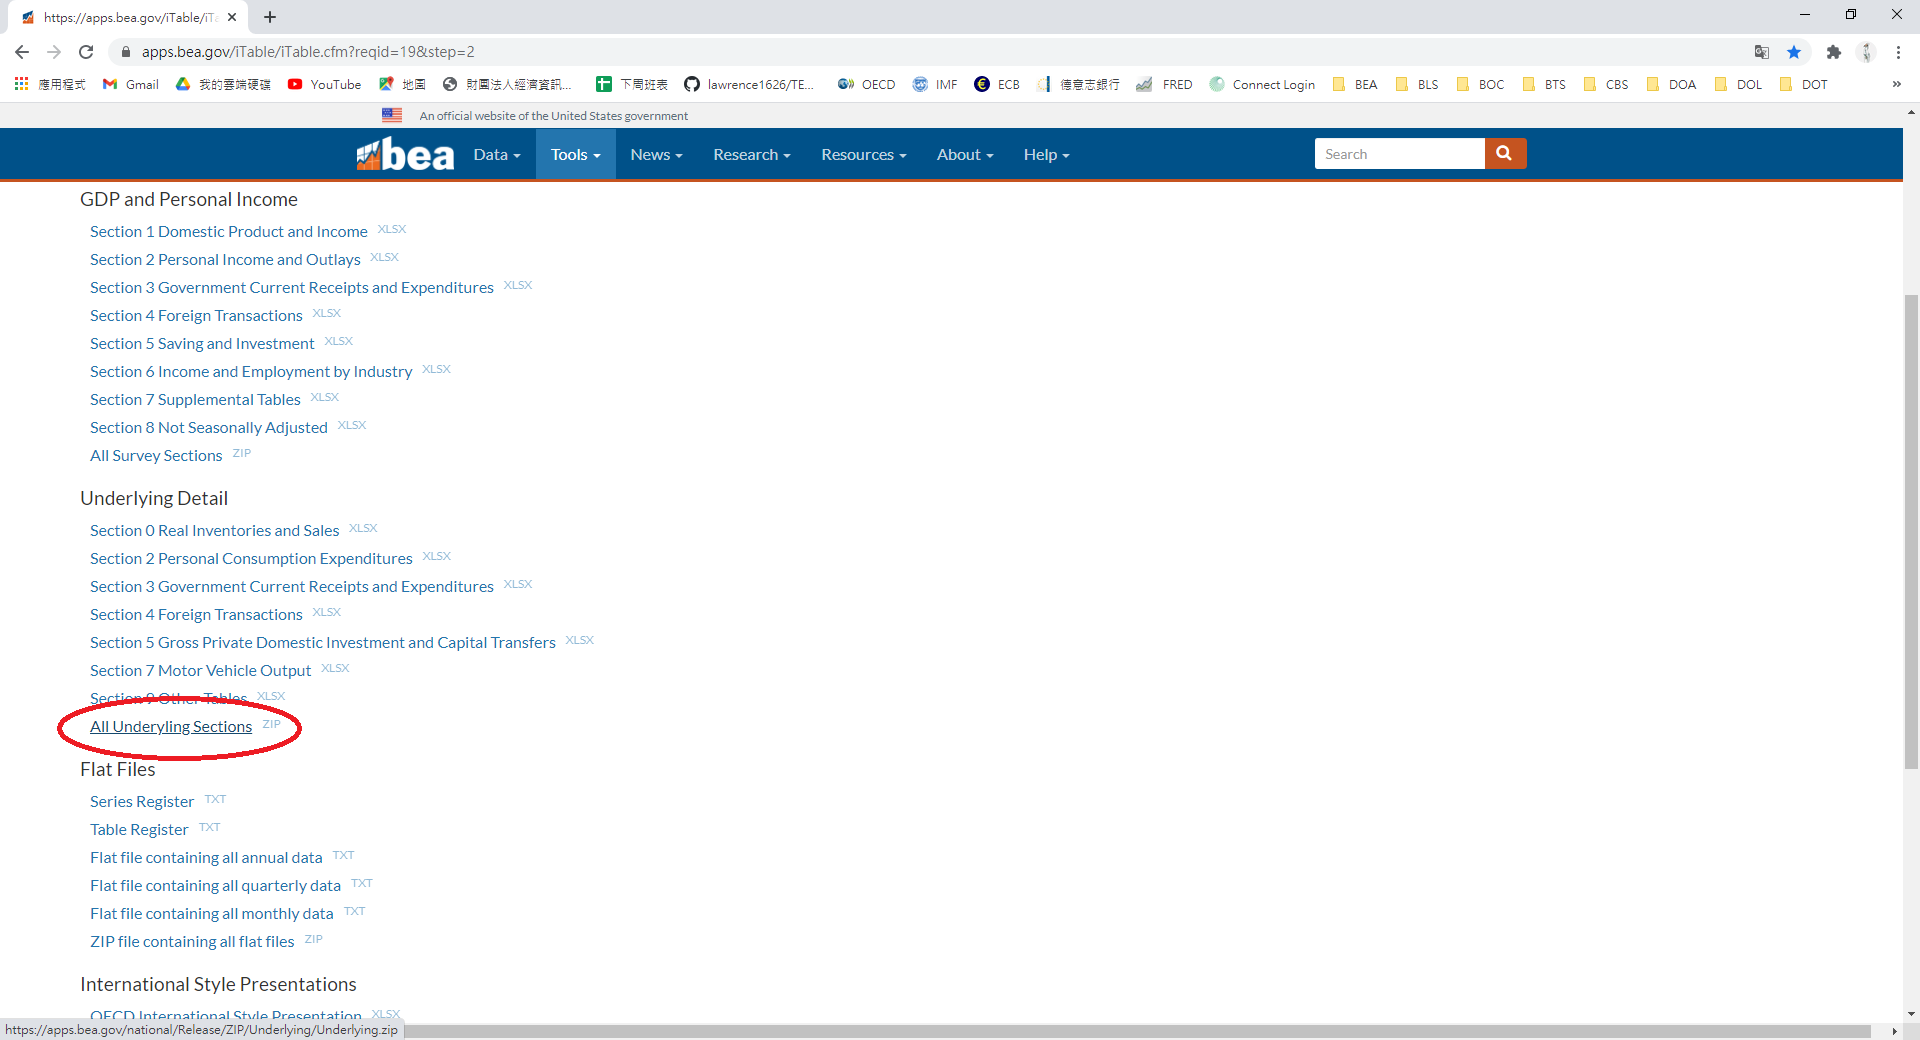 https://apps.bea.gov/iTable/iTa
apps.bea.gov/iTable/iTable.cfm?reqid=19&step=2
應用程式 Gmail 我的雲端硬碟 YouTube 地圖 財團法人經濟資訊... 下周班表 lawrence1626/TE... OECD IMF ECB 德意志銀行 FRED Connect Login BEA BLS BOC BTS CBS DOA DOL DOT »
An official website of the United States government
bea Data Tools News Research Resources About Help Search
GDP and Personal Income
Section 1 Domestic Product and Income XLSX
Section 2 Personal Income and Outlays XLSX
Section 3 Government Current Receipts and Expenditures XLSX
Section 4 Foreign Transactions XLSX
Section 5 Saving and Investment XLSX
Section 6 Income and Employment by Industry XLSX
Section 7 Supplemental Tables XLSX
Section 8 Not Seasonally Adjusted XLSX
All Survey Sections ZIP
Underlying Detail
Section 0 Real Inventories and Sales XLSX
Section 2 Personal Consumption Expenditures XLSX
Section 3 Government Current Receipts and Expenditures XLSX
Section 4 Foreign Transactions XLSX
Section 5 Gross Private Domestic Investment and Capital Transfers XLSX
Section 7 Motor Vehicle Output XLSX
Section 9 Other Tables XLSX
All Underyling Sections ZIP
Flat Files
Series Register TXT
Table Register TXT
Flat file containing all annual data TXT
Flat file containing all quarterly data TXT
Flat file containing all monthly data TXT
ZIP file containing all flat files ZIP
International Style Presentations
OECD International Style Presentation XLSX
https://apps.bea.gov/national/Release/ZIP/Underlying/Underlying.zip